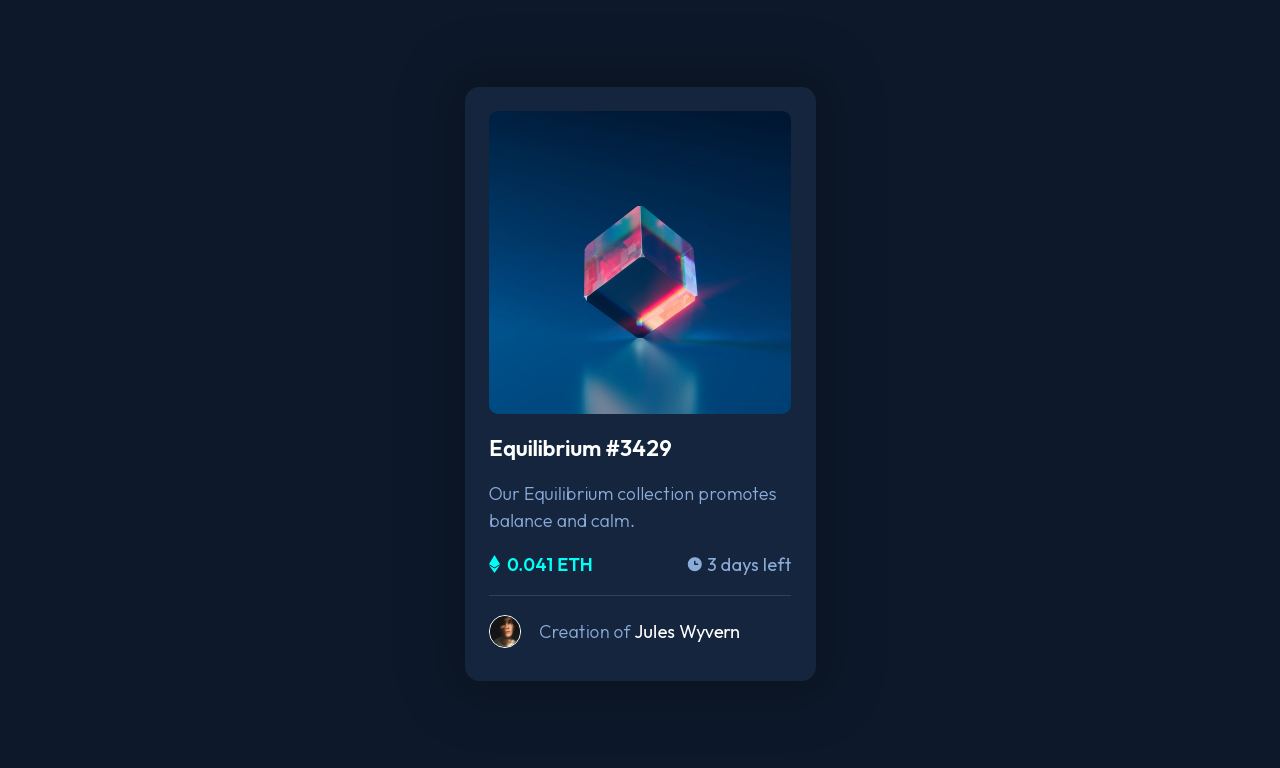 Equilibrium #3429
Our Equilibrium collection promotes
balance and calm.
0.041 ETH
3 days left
Creation of Jules Wyvern